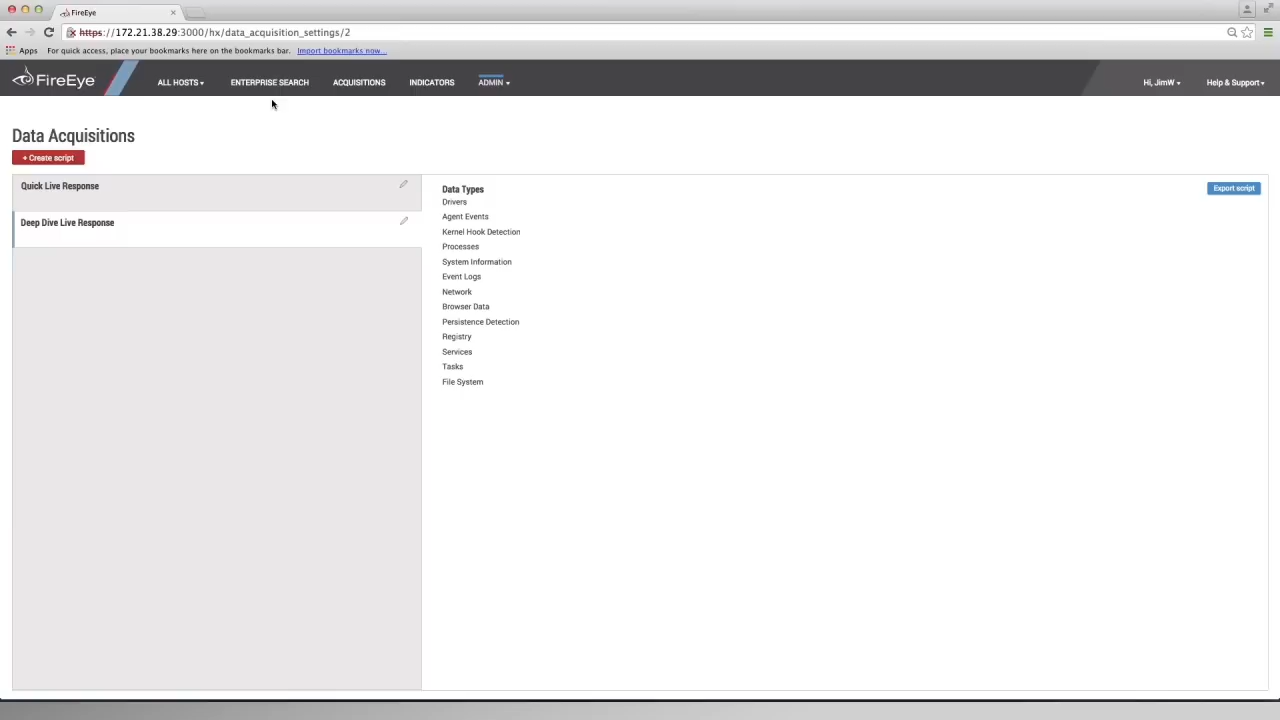 FireEye
https://172.21.38.29:3000/hx/data_acquisition_settings/2
Apps For quick access, place your bookmarks here on the bookmarks bar. Import bookmarks now...
FireEye ALL HOSTS ENTERPRISE SEARCH ACQUISITIONS INDICATORS ADMIN Hi, JimW Help & Support
Data Acquisitions
+ Create script
Quick Live Response
Deep Dive Live Response
Data Types
Export script
Drivers
Agent Events
Kernel Hook Detection
Processes
System Information
Event Logs
Network
Browser Data
Persistence Detection
Registry
Services
Tasks
File System